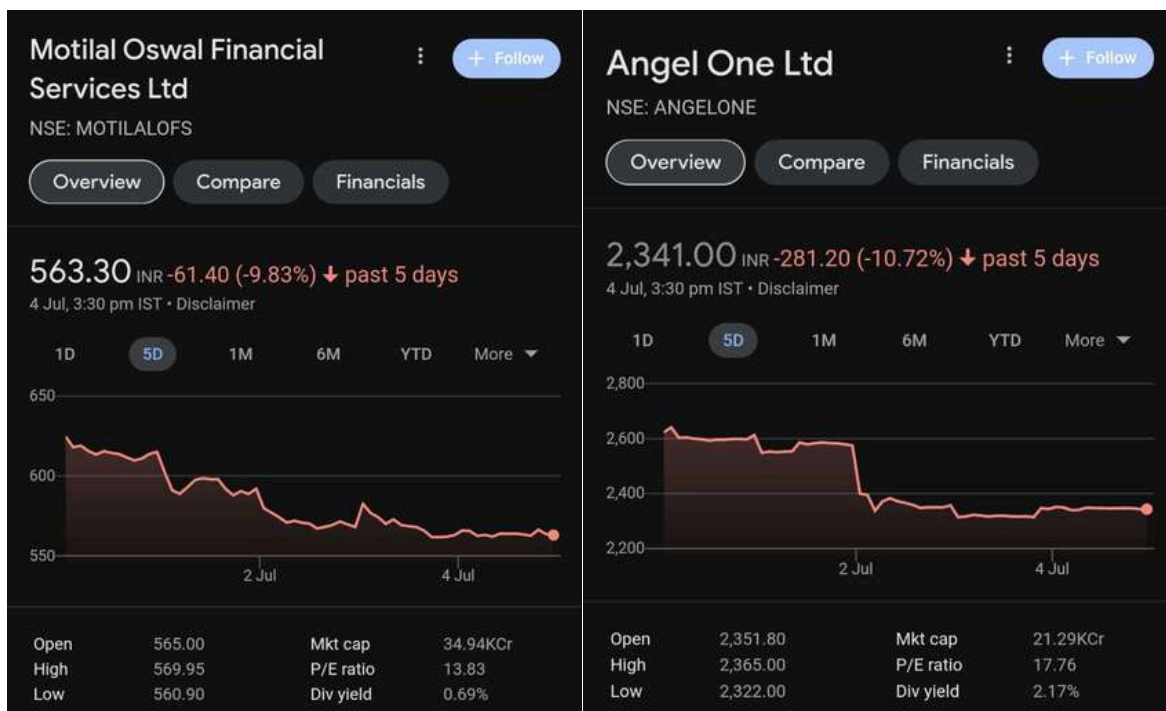 Motilal Oswal Financial
Services Ltd
+ Follow
NSE: MOTILALOFS
Overview Compare Financials
563.30 INR -61.40 (-9.83%) ↓ past 5 days
4 Jul, 3:30 pm IST • Disclaimer
1D 5D 1M 6M YTD More
650
600
550
2 Jul 4 Jul
Open 565.00 Mkt cap 34.94KCr
High 569.95 P/E ratio 13.83
Low 560.90 Div yield 0.69%
Angel One Ltd
+ Follow
NSE: ANGELONE
Overview Compare Financials
2,341.00 INR -281.20 (-10.72%) ↓ past 5 days
4 Jul, 3:30 pm IST • Disclaimer
1D 5D 1M 6M YTD More
2,800
2,600
2,400
2,200
2 Jul 4 Jul
Open 2,351.80 Mkt cap 21.29KCr
High 2,365.00 P/E ratio 17.76
Low 2,322.00 Div yield 2.17%